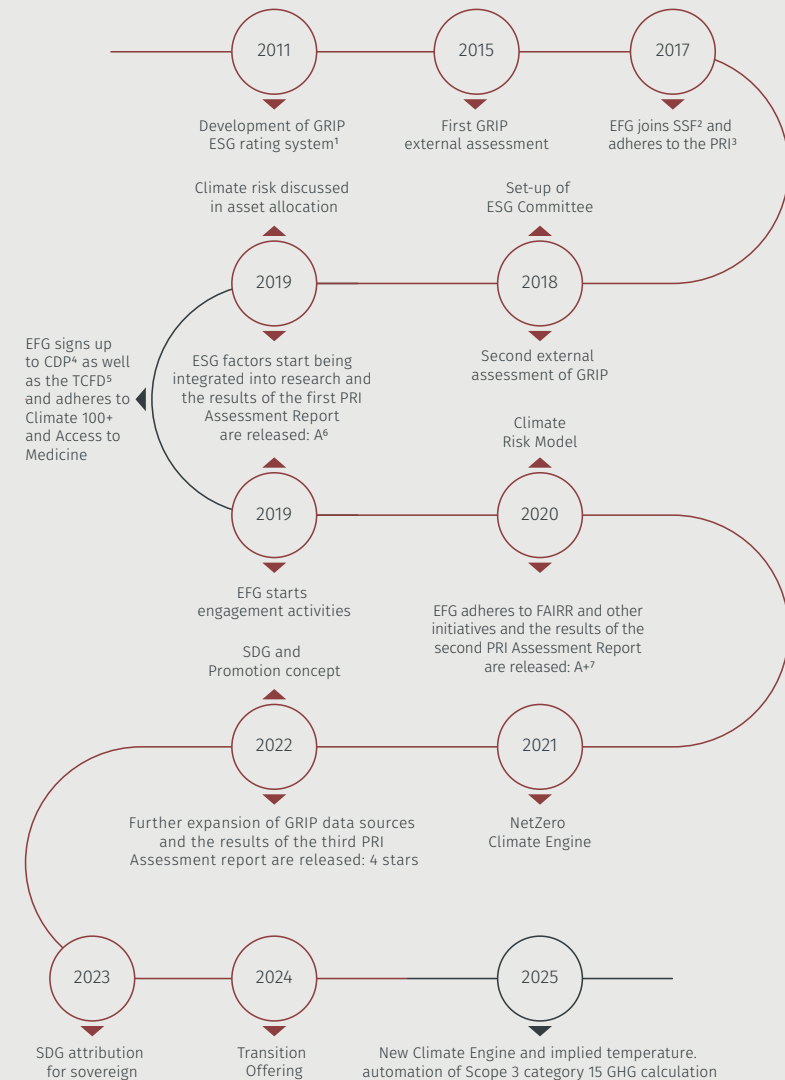 2011
2015
2017
Development of GRIP
ESG rating system¹
First GRIP
external assessment
EFG joins SSF² and
adheres to the PRI³
Climate risk discussed
in asset allocation
Set-up of
ESG Committee
2019
2018
EFG signs up
to CDP⁴ as well
as the TCFD⁵
and adheres to
Climate 100+
and Access to
Medicine
ESG factors start being
integrated into research and
the results of the first PRI
Assessment Report
are released: A⁶
Second external
assessment of GRIP
Climate
Risk Model
2019
2020
EFG starts
engagement activities
EFG adheres to FAIRR and other
initiatives and the results of the
second PRI Assessment Report
are released: A+⁷
SDG and
Promotion concept
2022
2021
Further expansion of GRIP data sources
and the results of the third PRI
Assessment report are released: 4 stars
NetZero
Climate Engine
2023
2024
2025
SDG attribution
for sovereign
Transition
Offering
New Climate Engine and implied temperature.
automation of Scope 3 category 15 GHG calculation